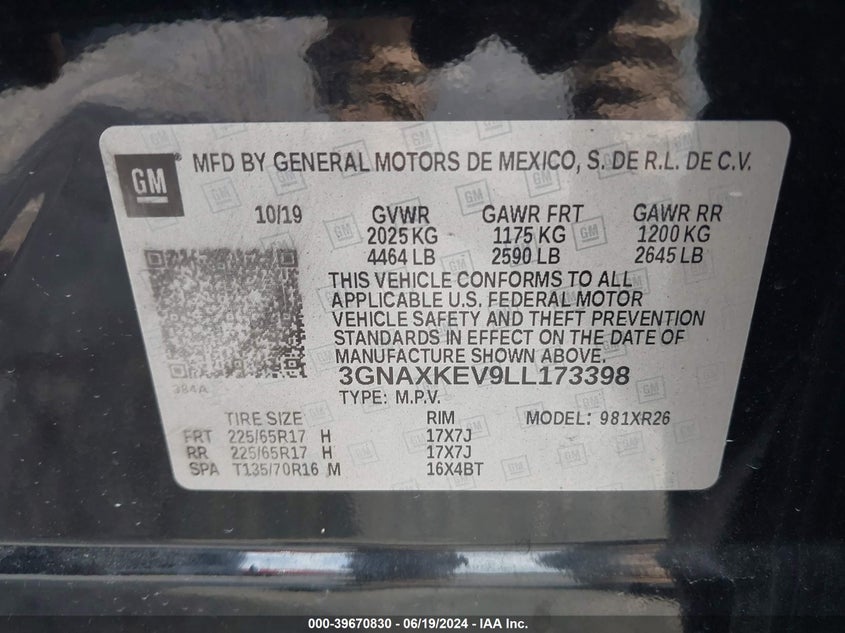 GM ® MFD BY GENERAL MOTORS DE MEXICO, S. DE R.L. DE C.V.
10/19 GVWR GAWR FRT GAWR RR
2025 KG 1175 KG 1200 KG
4464 LB 2590 LB 2645 LB
THIS VEHICLE CONFORMS TO ALL
APPLICABLE U.S. FEDERAL MOTOR
VEHICLE SAFETY AND THEFT PREVENTION
STANDARDS IN EFFECT ON THE DATE OF
MANUFACTURE SHOWN ABOVE.
384A 3GNAXKEV9LL173398
TYPE: M.P.V.
TIRE SIZE RIM MODEL: 981XR26
FRT 225/65R17 H 17X7J
RR 225/65R17 H 17X7J
SPA T135/70R16 M 16X4BT
000-39670830 - 06/19/2024 - IAA Inc.